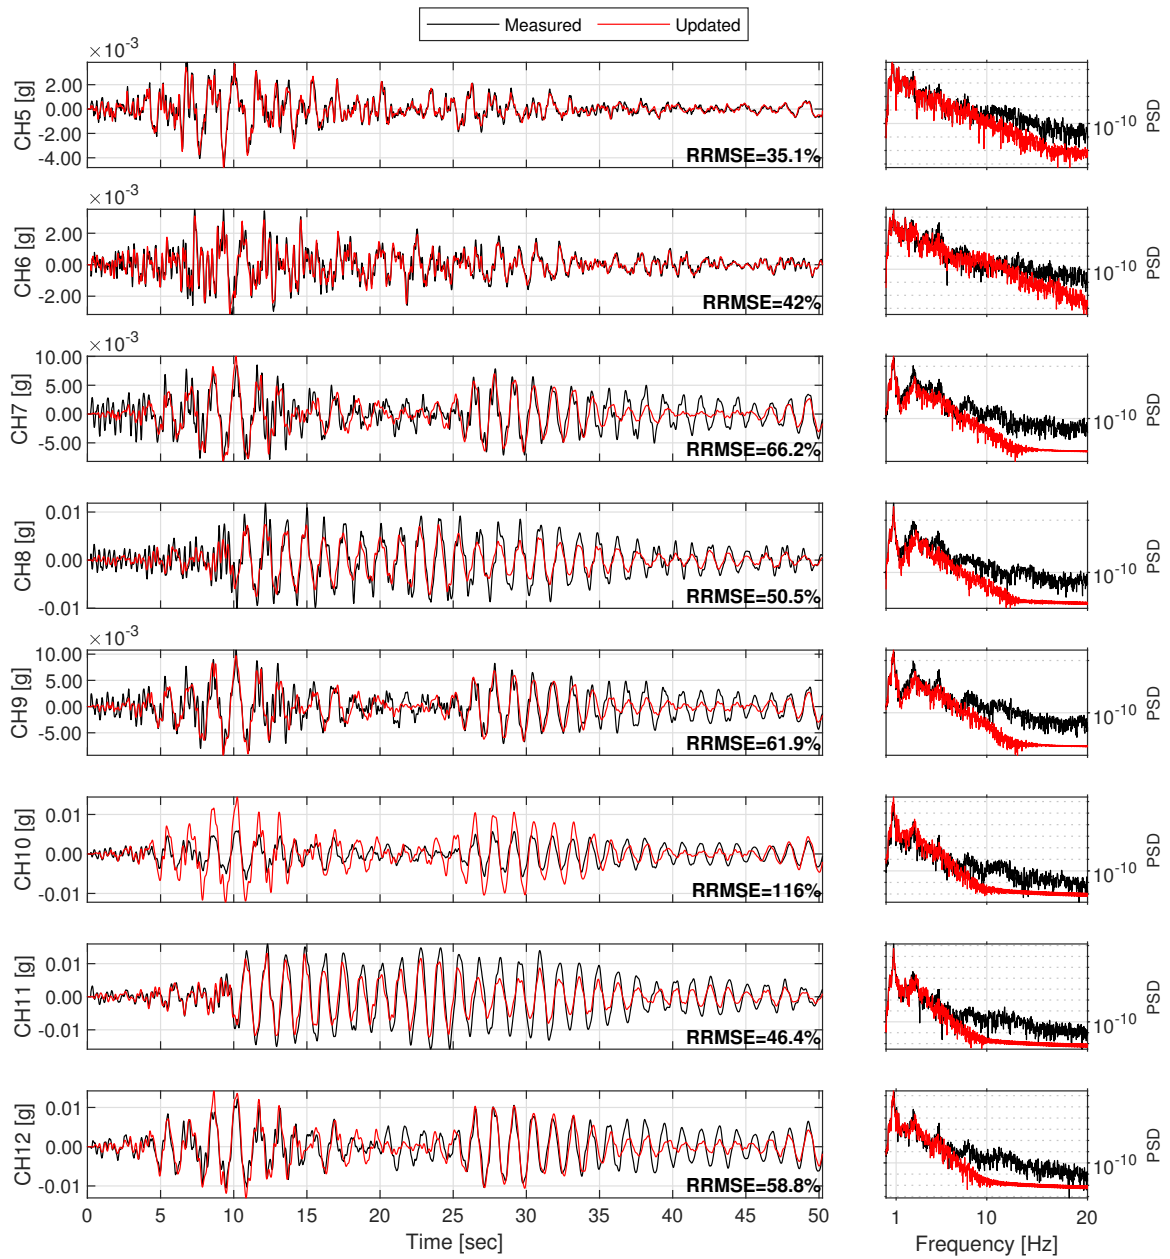 Measured Updated
×10⁻³
2.00
0.00
-2.00
-4.00
CH5 [g]
RRMSE=35.1%
10⁻¹⁰
PSD
×10⁻³
2.00
0.00
-2.00
CH6 [g]
RRMSE=42%
10⁻¹⁰
PSD
×10⁻³
10.00
5.00
0.00
-5.00
CH7 [g]
RRMSE=66.2%
10⁻¹⁰
PSD
0.01
0.00
-0.01
CH8 [g]
RRMSE=50.5%
10⁻¹⁰
PSD
×10⁻³
10.00
5.00
0.00
-5.00
CH9 [g]
RRMSE=61.9%
10⁻¹⁰
PSD
0.01
0.00
-0.01
CH10 [g]
RRMSE=116%
10⁻¹⁰
PSD
0.01
0.00
-0.01
CH11 [g]
RRMSE=46.4%
10⁻¹⁰
PSD
0.01
0.00
-0.01
CH12 [g]
RRMSE=58.8%
10⁻¹⁰
PSD
0 5 10 15 20 25 30 35 40 45 50
Time [sec]
1 10 20
Frequency [Hz]